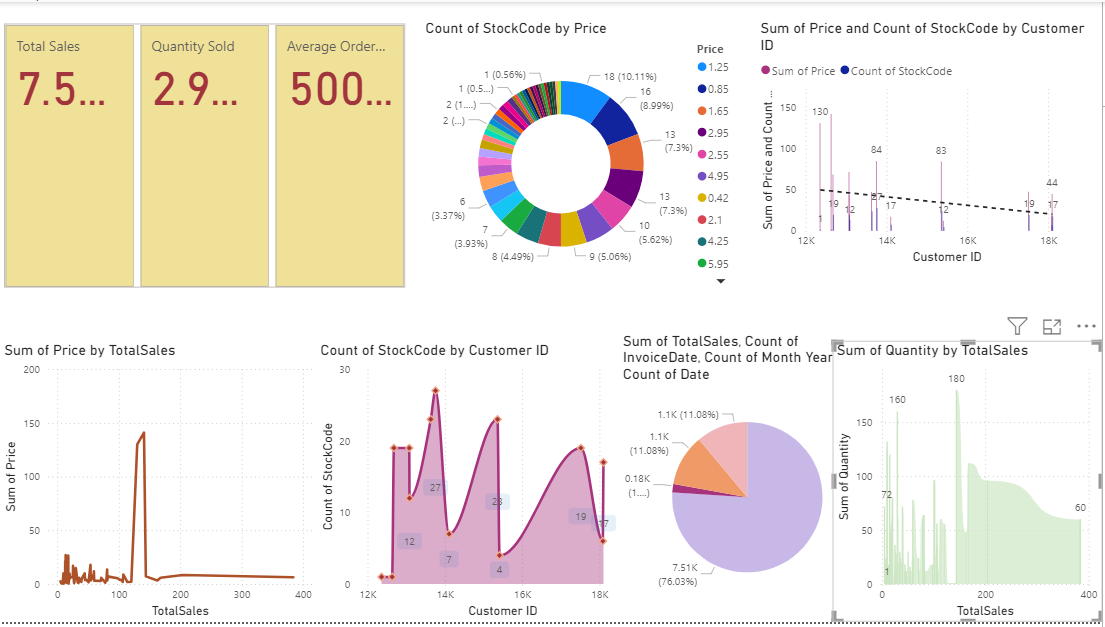 Total Sales
7.5...
Quantity Sold
2.9...
Average Order...
500...
Count of StockCode by Price
1 (0.56%)
1 (0.5...)
2 (1....)
2 (...)
6
(3.37%)
7
(3.93%)
8 (4.49%)
9 (5.06%)
10
(5.62%)
13
(7.3%)
13
(7.3%)
16
(8.99%)
18 (10.11%)
Price
1.25
0.85
1.65
2.95
2.55
4.95
0.42
2.1
4.25
5.95
Sum of Price and Count of StockCode by Customer
ID
Sum of Price
Count of StockCode
Sum of Price and Count ...
150
100
50
0
130
84
83
44
19
12
27
17
12
19
17
1
12K
14K
16K
18K
Customer ID
Sum of Price by TotalSales
Sum of Price
200
150
100
50
0
0
100
200
300
400
TotalSales
Count of StockCode by Customer ID
Count of StockCode
30
20
10
0
12
27
7
23
4
19
17
12K
14K
16K
18K
Customer ID
Sum of TotalSales, Count of
InvoiceDate, Count of Month Year
Count of Date
1.1K (11.08%)
1.1K
(11.08%)
0.18K
(1....)
7.51K
(76.03%)
Sum of Quantity by TotalSales
Sum of Quantity
150
100
50
0
180
160
72
1
60
0
200
400
TotalSales